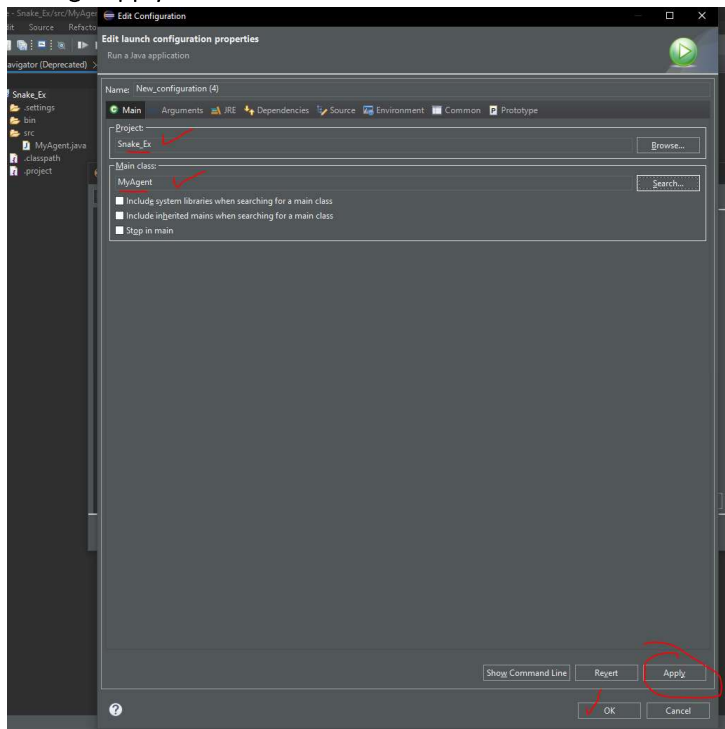 Snake_Ex/src/MyAge
Edit Configuration
Source Refacto
Edit launch configuration properties
Run a Java application
avigator (Deprecated)
Name: New_configuration (4)
Main Arguments JRE Dependencies Source Environment Common Prototype
Snake_Ex
.settings
bin
src
MyAgent.java
.classpath
.project
Project:
Snake_Ex
Browse...
Main class:
MyAgent
Search...
Include system libraries when searching for a main class
Include inherited mains when searching for a main class
Stop in main
Show Command Line Revert Apply
OK Cancel